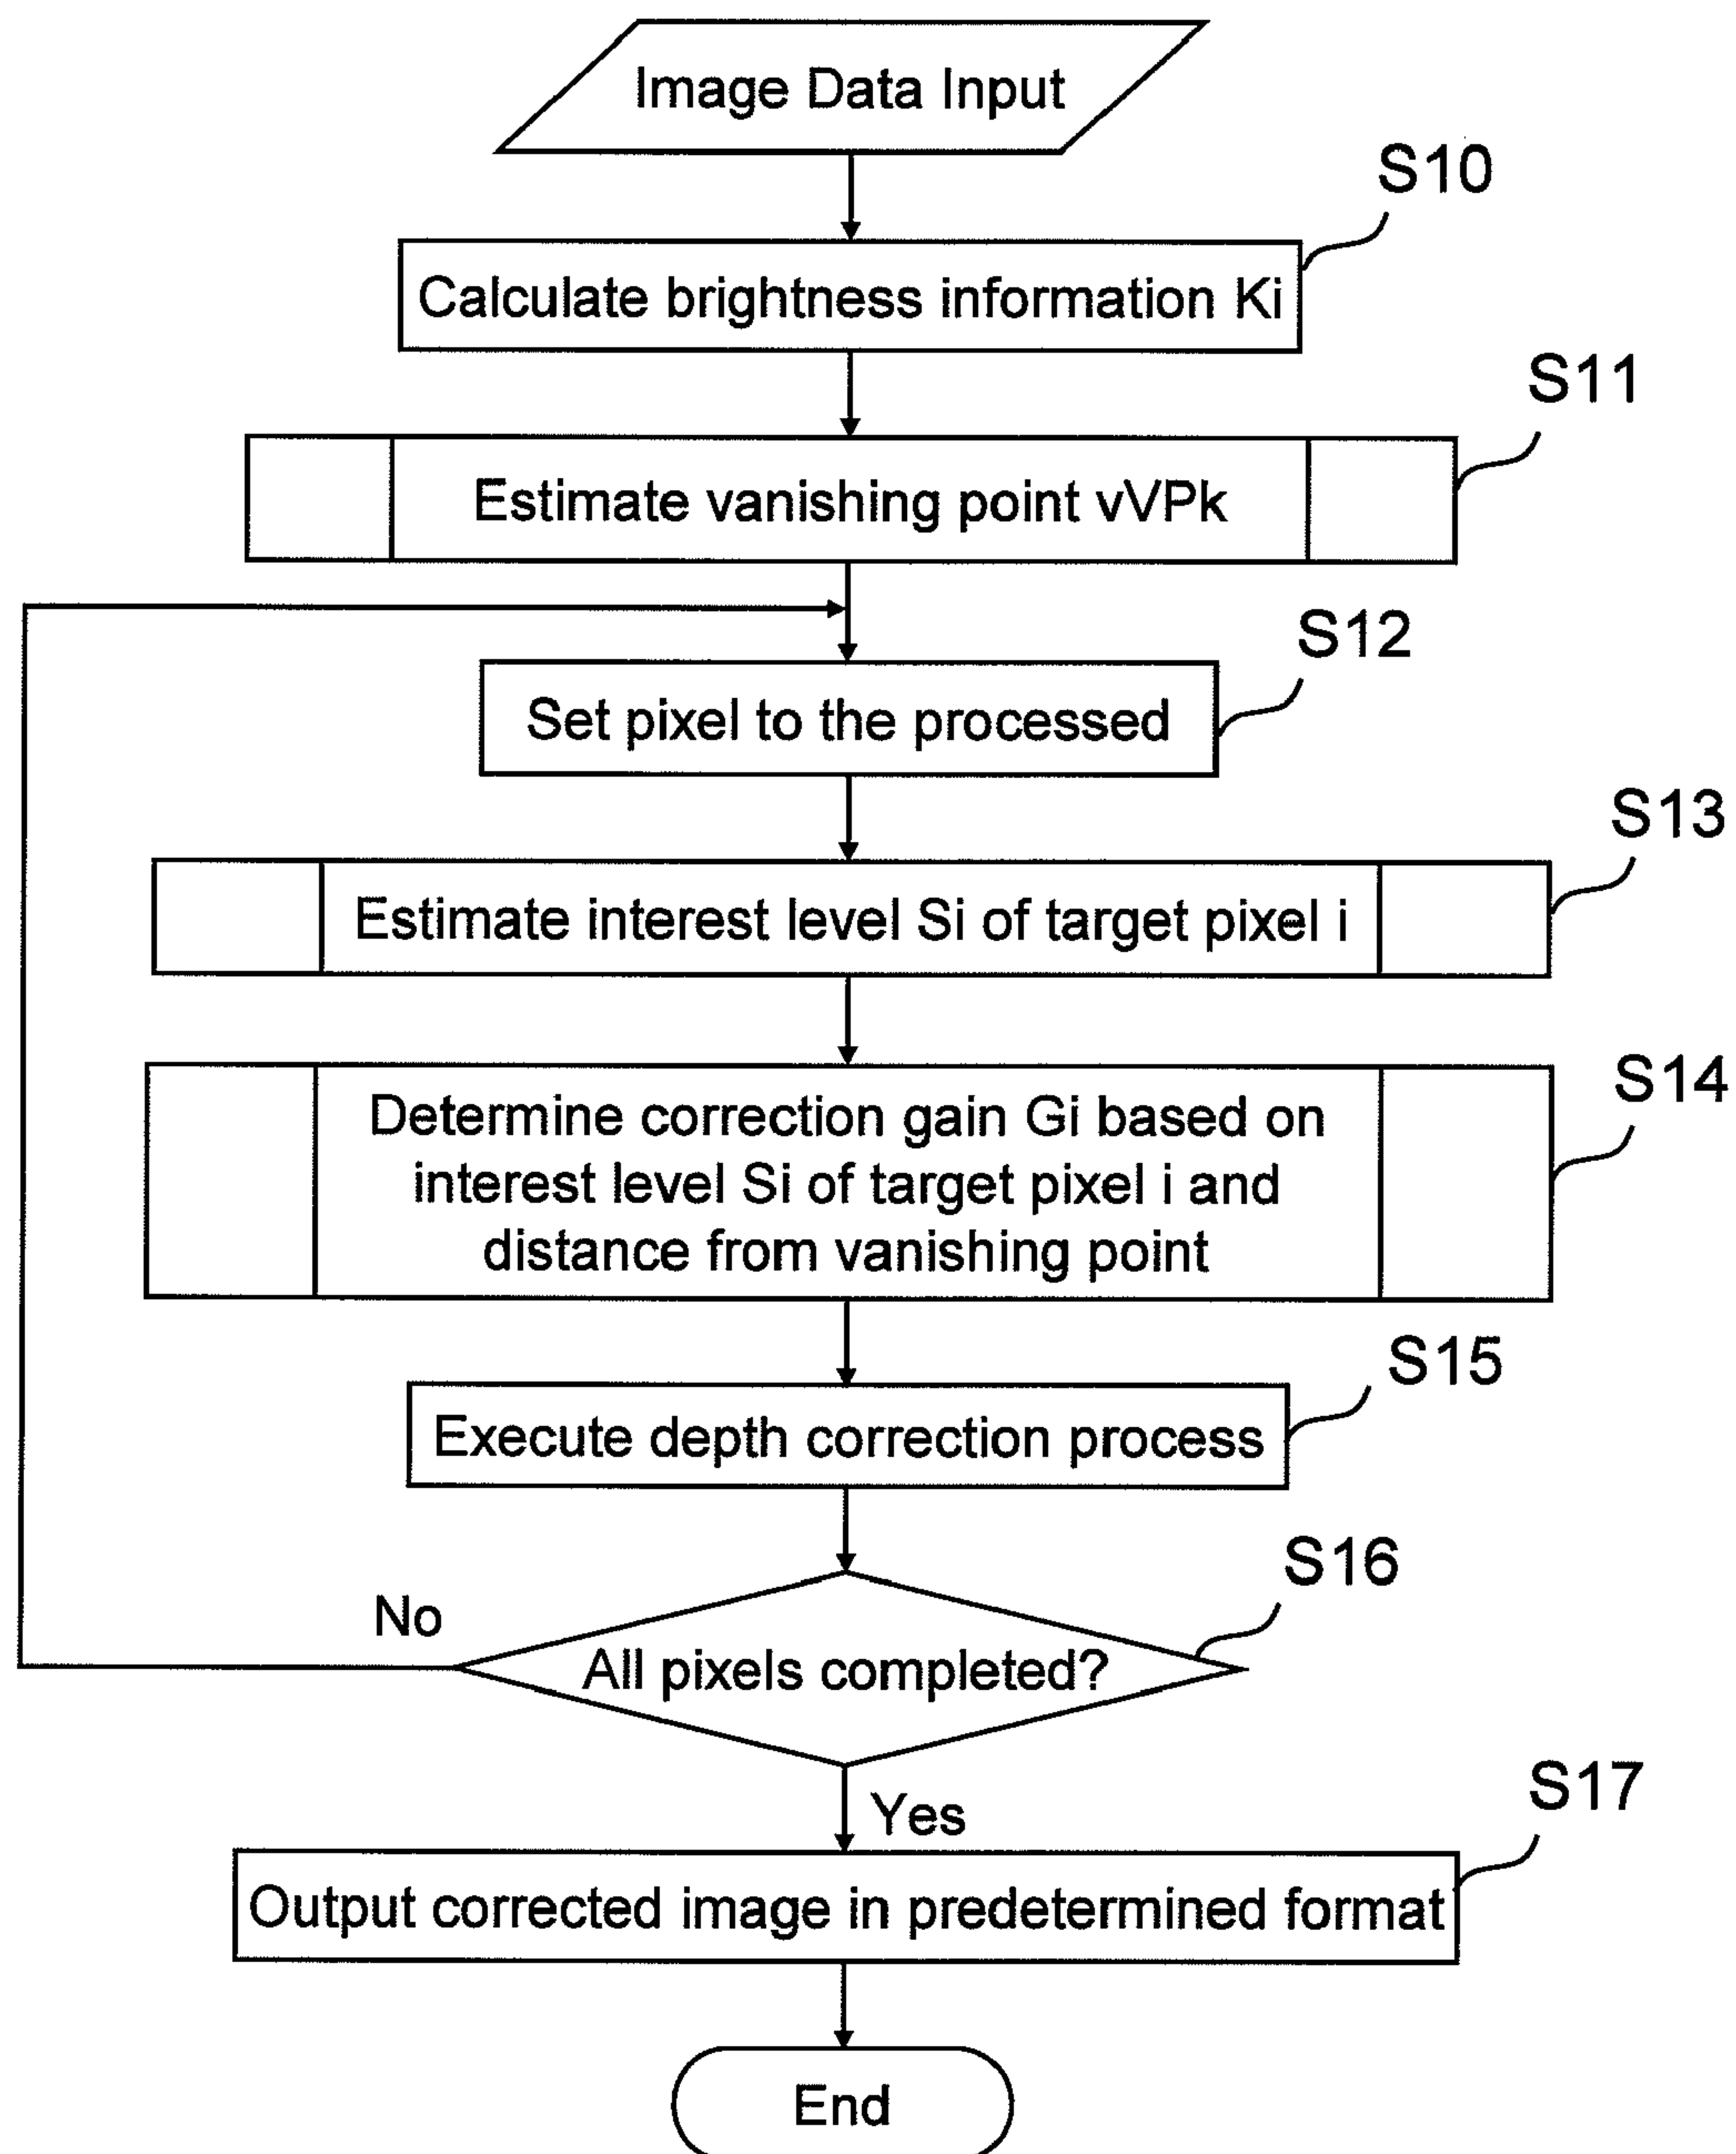 Image Data Input
S10
Calculate brightness information Ki
S11
Estimate vanishing point vVPk
S12
Set pixel to the processed
S13
Estimate interest level Si of target pixel i
S14
Determine correction gain Gi based on
interest level Si of target pixel i and
distance from vanishing point
S15
Execute depth correction process
S16
No
All pixels completed?
Yes
S17
Output corrected image in predetermined format
End